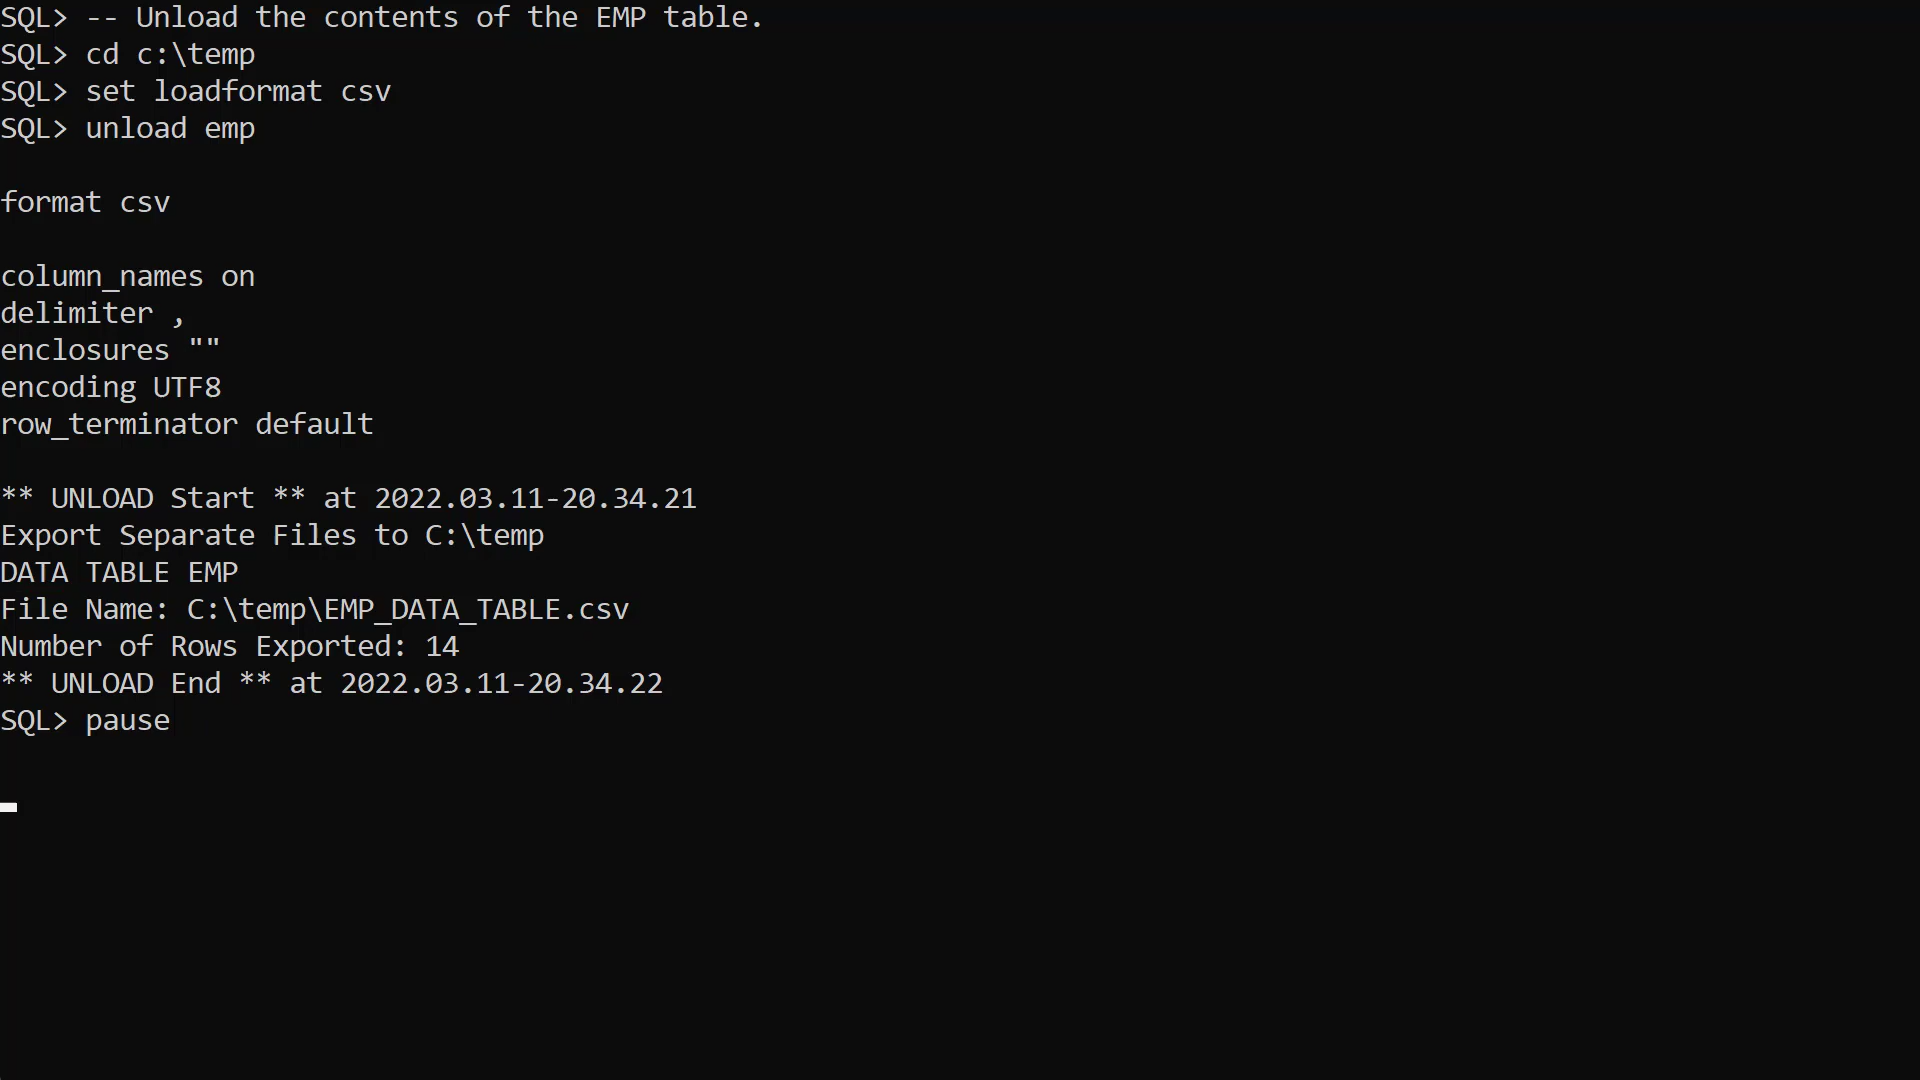 SQL> -- Unload the contents of the EMP table.
SQL> cd c:\temp
SQL> set loadformat csv
SQL> unload emp
format csv
column_names on
delimiter ,
enclosures ""
encoding UTF8
row_terminator default
** UNLOAD Start ** at 2022.03.11-20.34.21
Export Separate Files to C:\temp
DATA TABLE EMP
File Name: C:\temp\EMP_DATA_TABLE.csv
Number of Rows Exported: 14
** UNLOAD End ** at 2022.03.11-20.34.22
SQL> pause